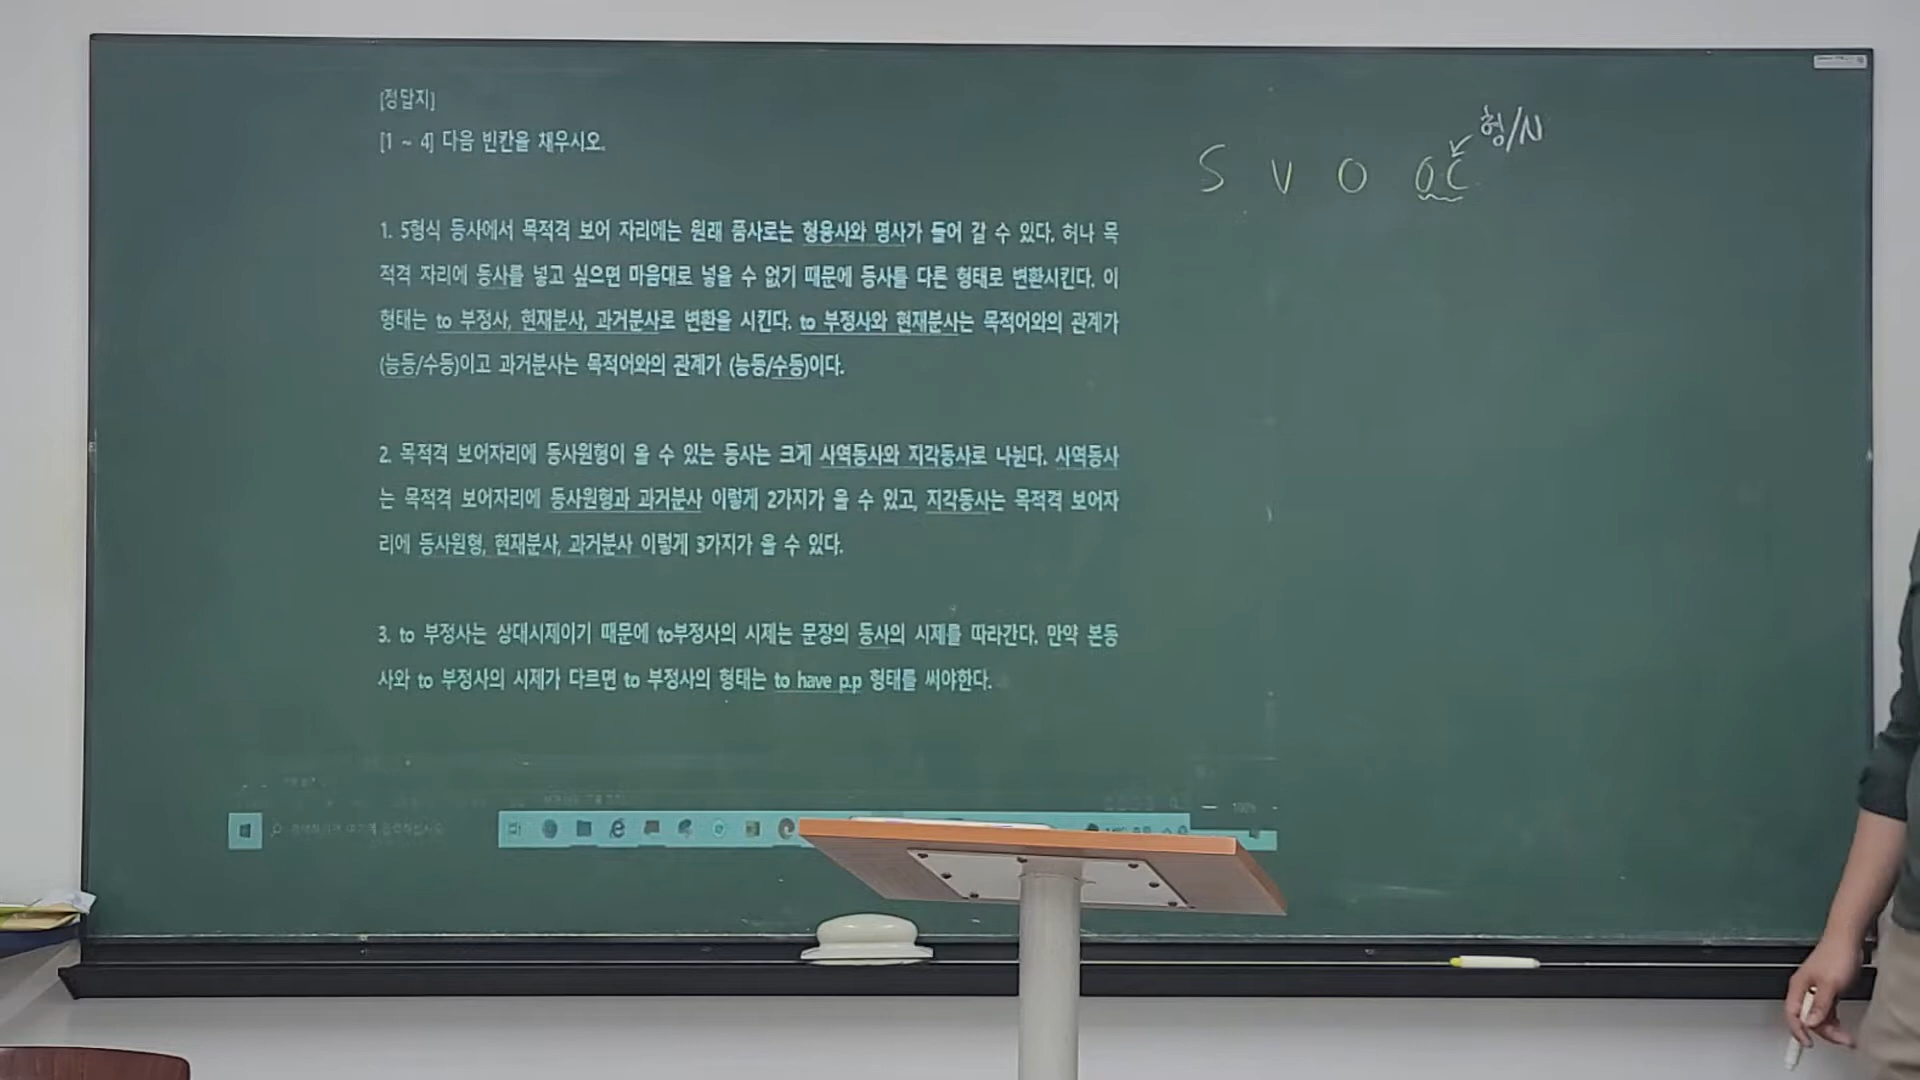 [정답지]
[1 ~ 4] 다음 빈칸을 채우시오.
S V O OC 형/N
1. 5형식 동사에서 목적격 보어 자리에는 원래 품사로는 형용사와 명사가 들어 갈 수 있다. 허나 목
적격 자리에 동사를 넣고 싶으면 마음대로 넣을 수 없기 때문에 동사를 다른 형태로 변환시킨다. 이
형태는 to 부정사, 현재분사, 과거분사로 변환을 시킨다. to 부정사와 현재분사는 목적어와의 관계가
(능동/수동)이고 과거분사는 목적어와의 관계가 (능동/수동)이다.
2. 목적격 보어자리에 동사원형이 올 수 있는 동사는 크게 사역동사와 지각동사로 나뉜다. 사역동사
는 목적격 보어자리에 동사원형과 과거분사 이렇게 2가지가 올 수 있고, 지각동사는 목적격 보어자
리에 동사원형, 현재분사, 과거분사 이렇게 3가지가 올 수 있다.
3. to 부정사는 상대시제이기 때문에 to부정사의 시제는 문장의 동사의 시제를 따라간다. 만약 본동
사와 to 부정사의 시제가 다르면 to 부정사의 형태는 to have p.p 형태를 써야한다.
100%